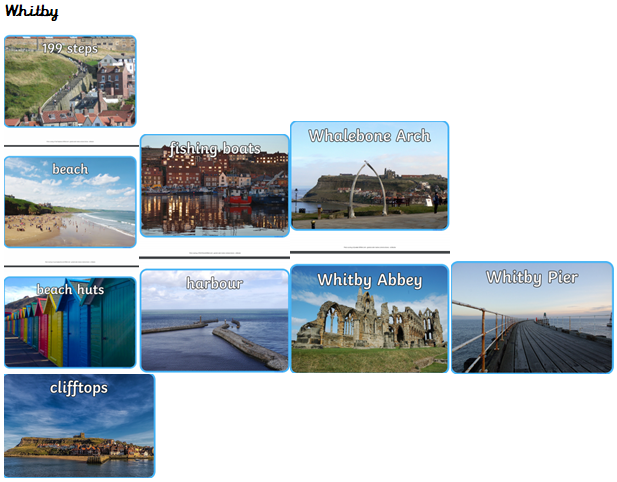 Whitby
199 steps
beach
fishing boats
Whalebone Arch
beach huts
harbour
Whitby Abbey
Whitby Pier
clifftops